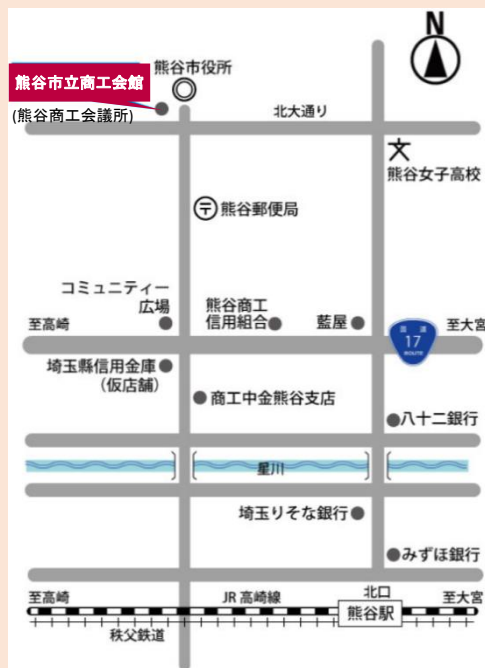 N
熊谷市役所
熊谷市立商工会館
(熊谷商工会議所)
北大通り
文
熊谷女子高校
〒熊谷郵便局
コミュニティー
広場
熊谷商工
信用組合
藍屋
至高崎
至大宮
国道
17
ROUTE
埼玉縣信用金庫
(仮店舗)
商工中金熊谷支店
八十二銀行
星川
埼玉りそな銀行
みずほ銀行
至高崎
JR高崎線
北口
至大宮
熊谷駅
秩父鉄道